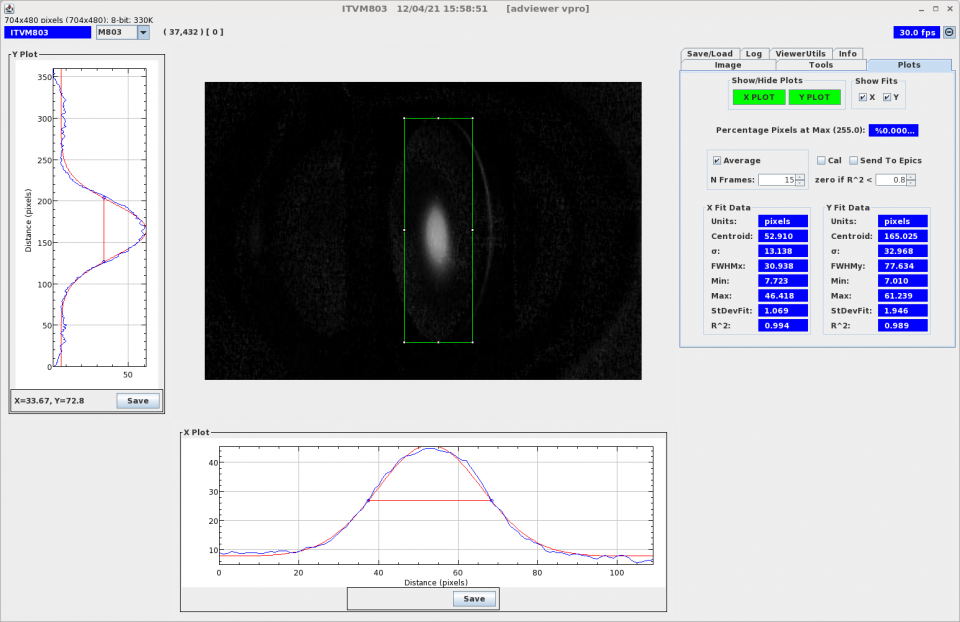 ITVM803 12/04/21 15:58:51 [adviewer vpro]
704x480 pixels (704x480); 8-bit: 330K
ITVM803 M803 ( 37,432 ) [ 0 ] 30.0 fps
Y Plot
350
300
250
200
150
100
50
0
50
Distance (pixels)
X=33.67, Y=72.8 Save
Save/Load Log ViewerUtils Info
Image Tools Plots
Show/Hide Plots Show Fits
X PLOT Y PLOT X Y
Percentage Pixels at Max (255.0): %0.000...
Average Cal Send To Epics
N Frames: 15 zero if R^2 < 0.8
X Fit Data Y Fit Data
Units: pixels Units: pixels
Centroid: 52.910 Centroid: 165.025
σ: 13.138 σ: 32.968
FWHMx: 30.938 FWHMy: 77.634
Min: 7.723 Min: 7.010
Max: 46.418 Max: 61.239
StDevFit: 1.069 StDevFit: 1.946
R^2: 0.994 R^2: 0.989
X Plot
40
30
20
10
0 20 40 60 80 100
Distance (pixels)
Save